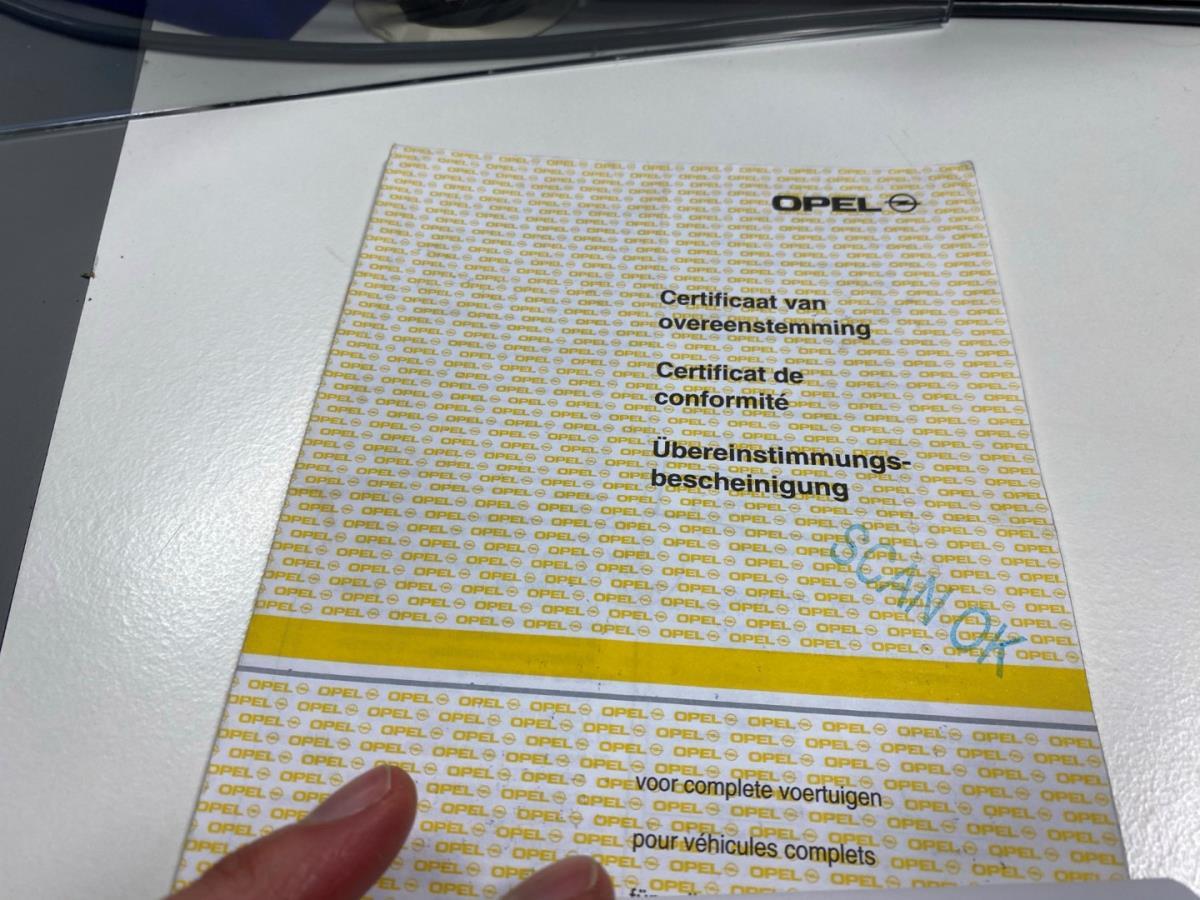 OPEL
Certificaat van
overeenstemming
Certificat de
conformité
Übereinstimmungs-
bescheinigung
SCAN OK
voor complete voertuigen
pour véhicules complets